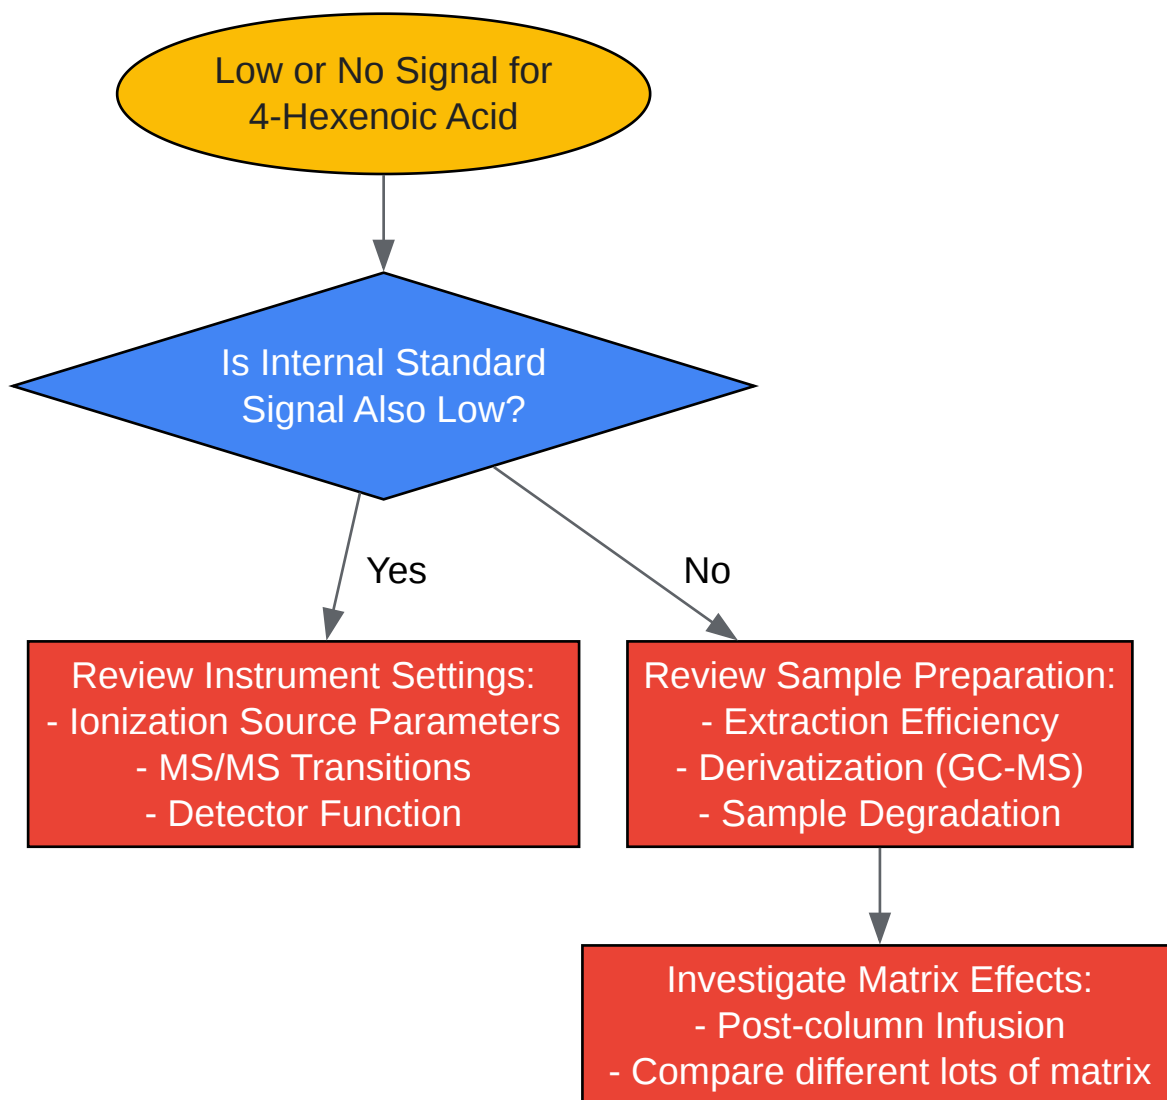 Low or No Signal for
4-Hexenoic Acid
Is Internal Standard
Signal Also Low?
Yes
No
Review Instrument Settings:
- Ionization Source Parameters
- MS/MS Transitions
- Detector Function
Review Sample Preparation:
- Extraction Efficiency
- Derivatization (GC-MS)
- Sample Degradation
Investigate Matrix Effects:
- Post-column Infusion
- Compare different lots of matrix